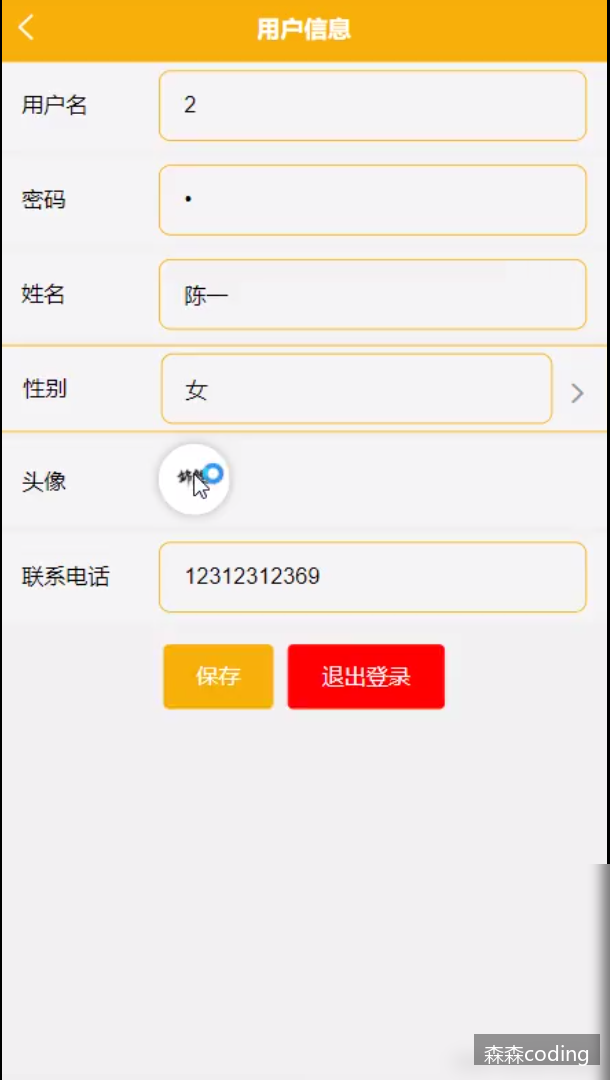 用户信息
用户名
2
密码
•
姓名
陈一
性别
女
头像
联系电话
12312312369
保存
退出登录
森森coding